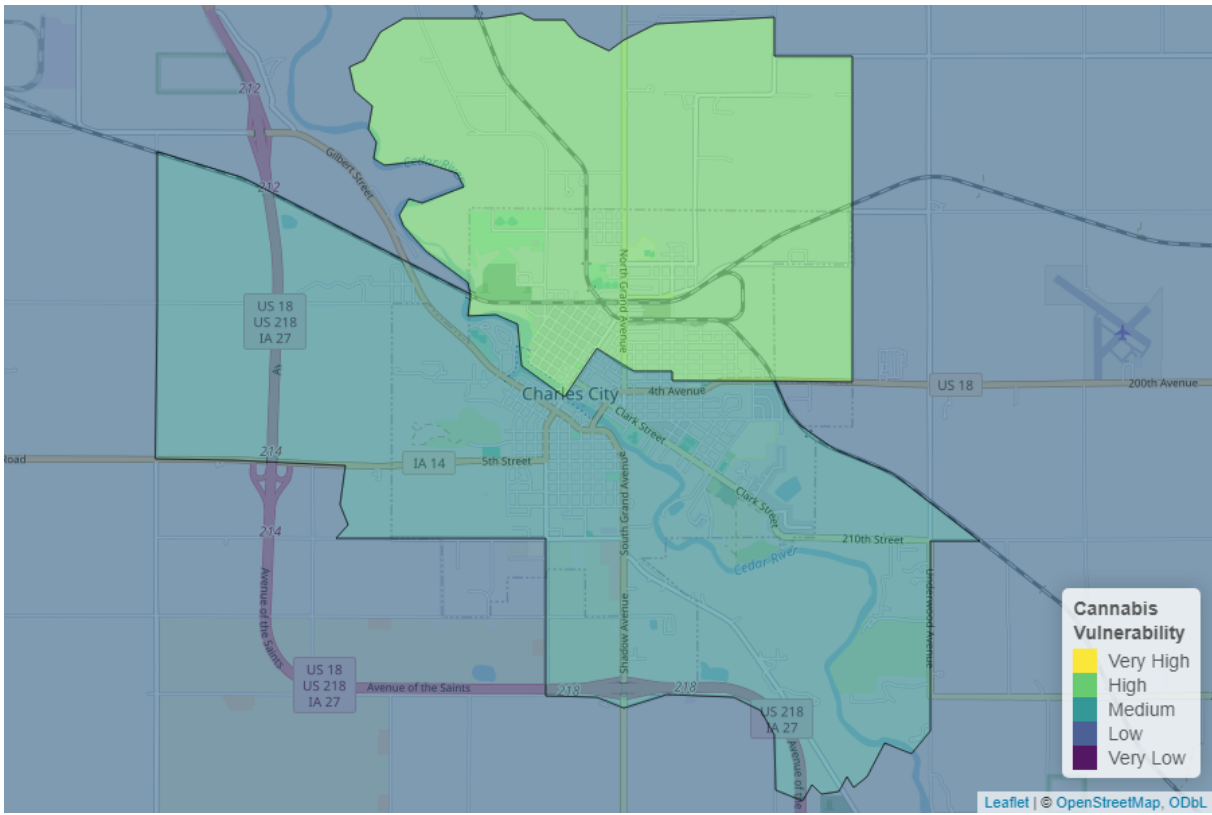 212
Gilbert Street
Cedar Riv
212
US 18
US 218
IA 27
North Grand Avenue
Charles City
4th Avenue
US 18
200th Avenue
Clark Street
214
Road
IA 14
5th Street
South Grand Avenue
Clark Street
214
210th Street
Cedar River
Avenue of the Saints
Shadow Avenue
Underwood Avenue
US 18
US 218
IA 27
Avenue of the Saints
218
218
US 218
IA 27
Avenue of the
Cannabis
Vulnerability
Very High
High
Medium
Low
Very Low
Leaflet | © OpenStreetMap, ODbL